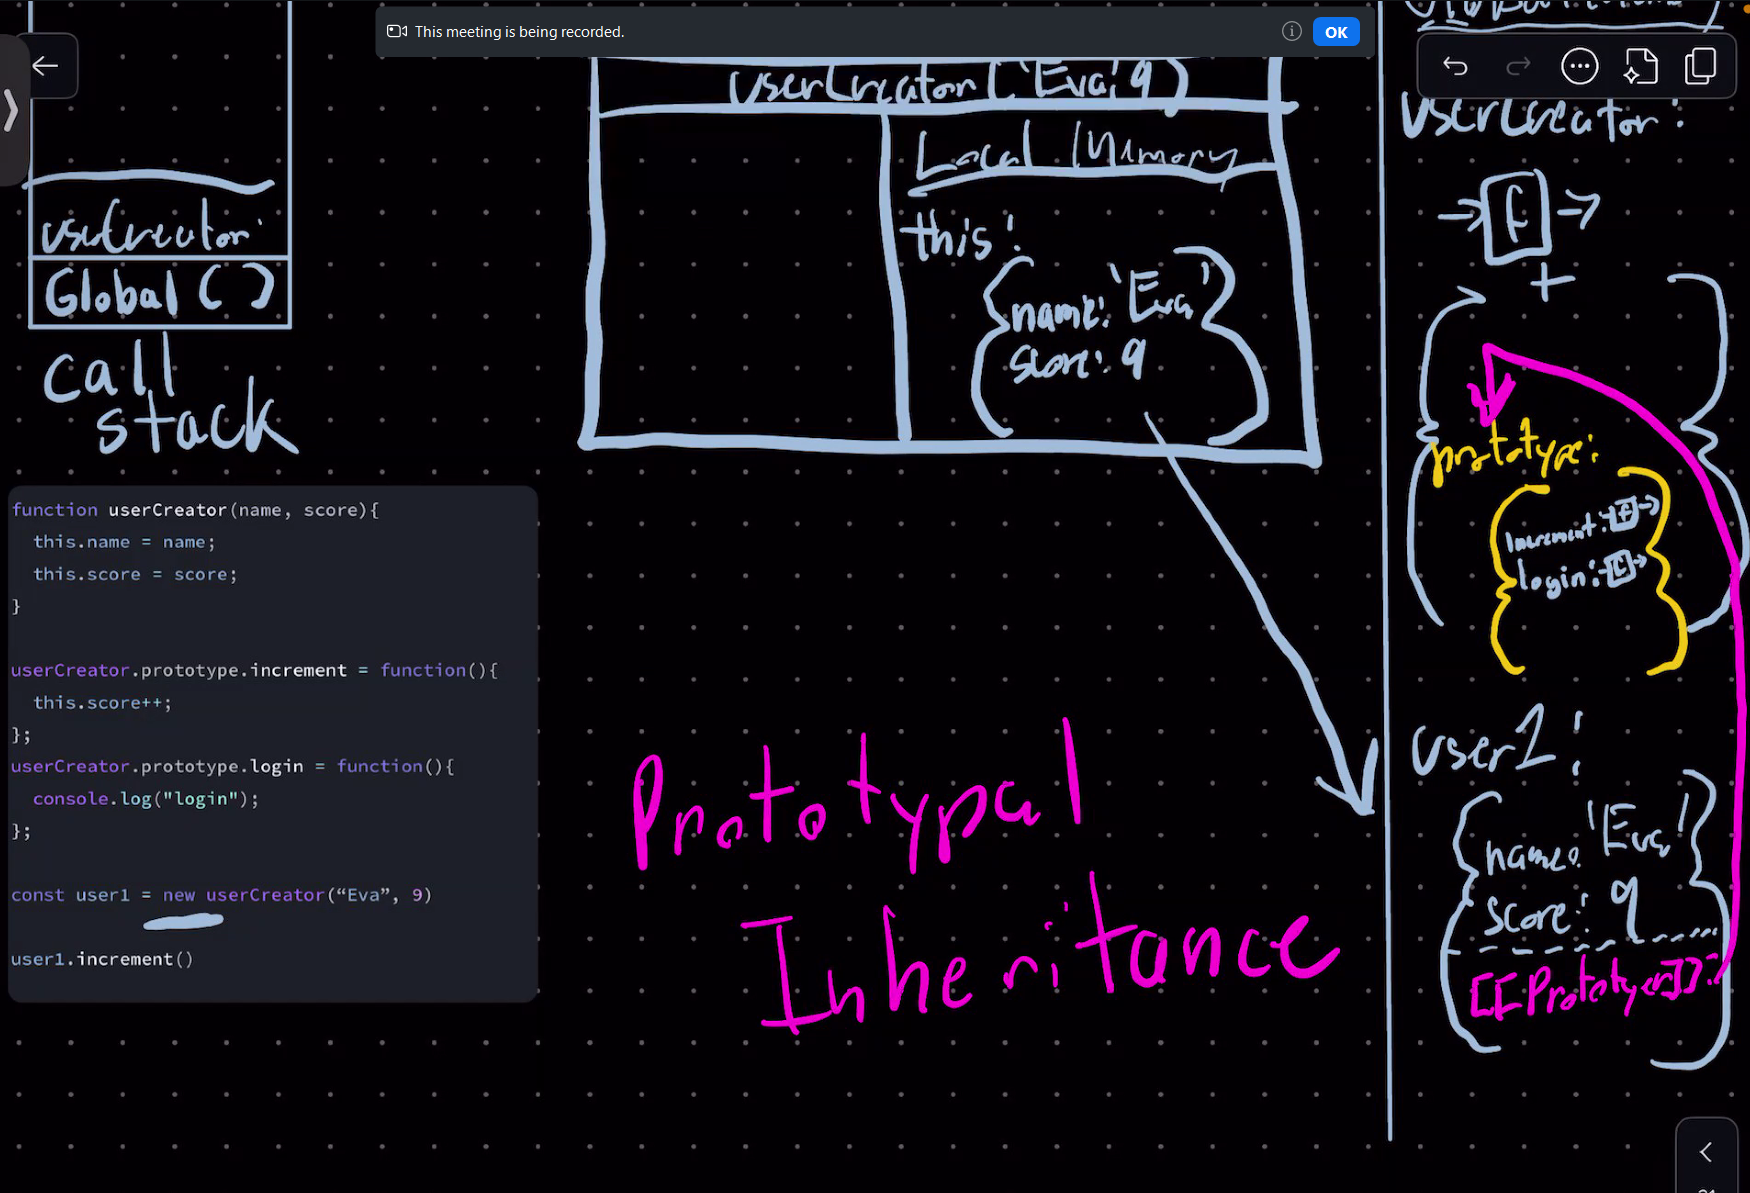 This meeting is being recorded.
OK
userCreator('Eva', 9)
Local Memory
this:
{name: 'Eva'
score: 9
}
userCreator:
Global()
call
stack
function userCreator(name, score){
this.name = name;
this.score = score;
}
userCreator.prototype.increment = function(){
this.score++;
};
userCreator.prototype.login = function(){
console.log("login");
};
const user1 = new userCreator(“Eva”, 9)
user1.increment()
Prototypal
Inheritance
userCreator:
f
+
prototype:
increment: f
login: f
user1:
{name: 'Eva'
score: 9
[[Prototype]]:
}